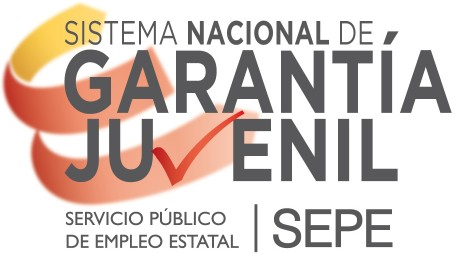 SISTEMA NACIONAL DE
GARANTÍA
JUVENIL
SERVICIO PÚBLICO
DE EMPLEO ESTATAL
SEPE